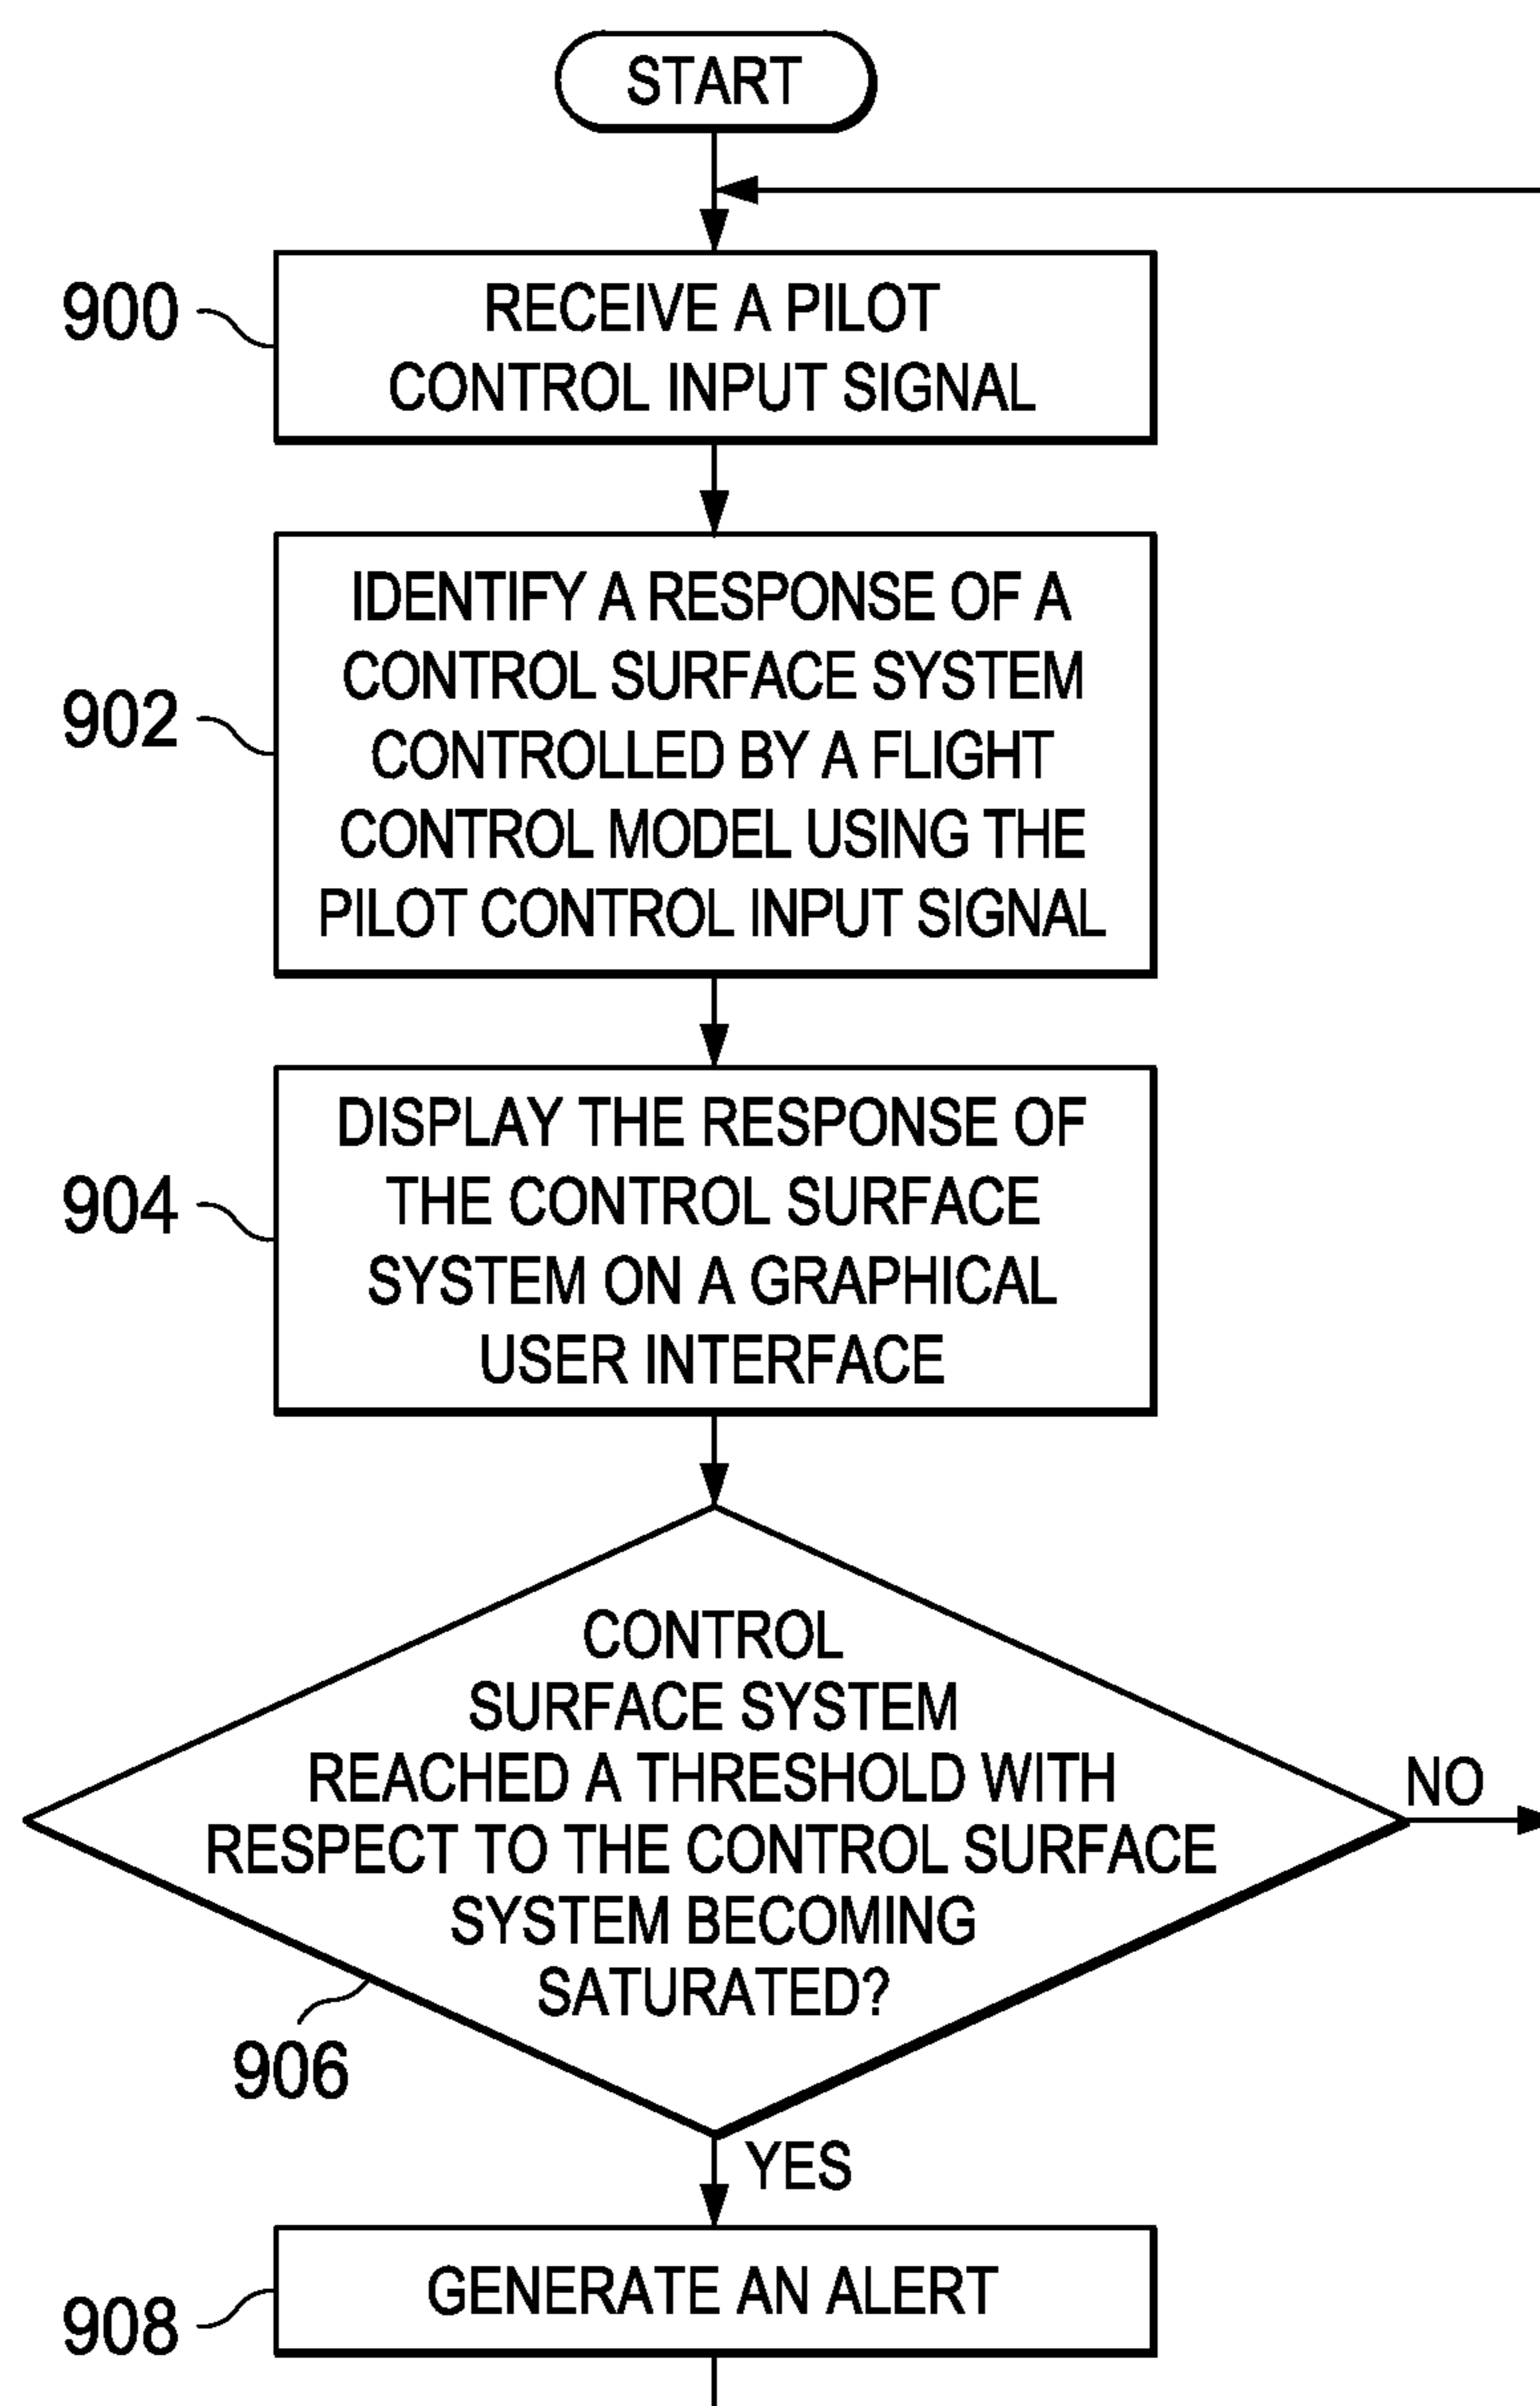 START
900
RECEIVE A PILOT
CONTROL INPUT SIGNAL
902
IDENTIFY A RESPONSE OF A
CONTROL SURFACE SYSTEM
CONTROLLED BY A FLIGHT
CONTROL MODEL USING THE
PILOT CONTROL INPUT SIGNAL
904
DISPLAY THE RESPONSE OF
THE CONTROL SURFACE
SYSTEM ON A GRAPHICAL
USER INTERFACE
CONTROL
SURFACE SYSTEM
REACHED A THRESHOLD WITH
RESPECT TO THE CONTROL SURFACE
SYSTEM BECOMING
SATURATED?
NO
906
YES
908
GENERATE AN ALERT